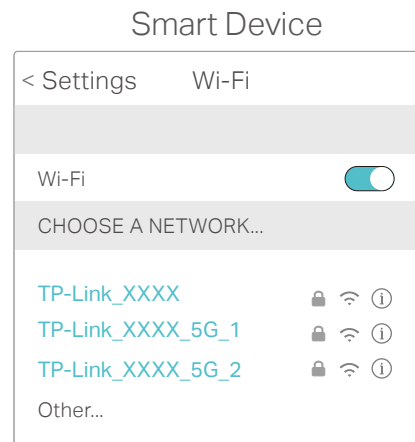 Smart Device
< Settings Wi-Fi
Wi-Fi
CHOOSE A NETWORK...
TP-Link_XXXX
TP-Link_XXXX_5G_1
TP-Link_XXXX_5G_2
Other...